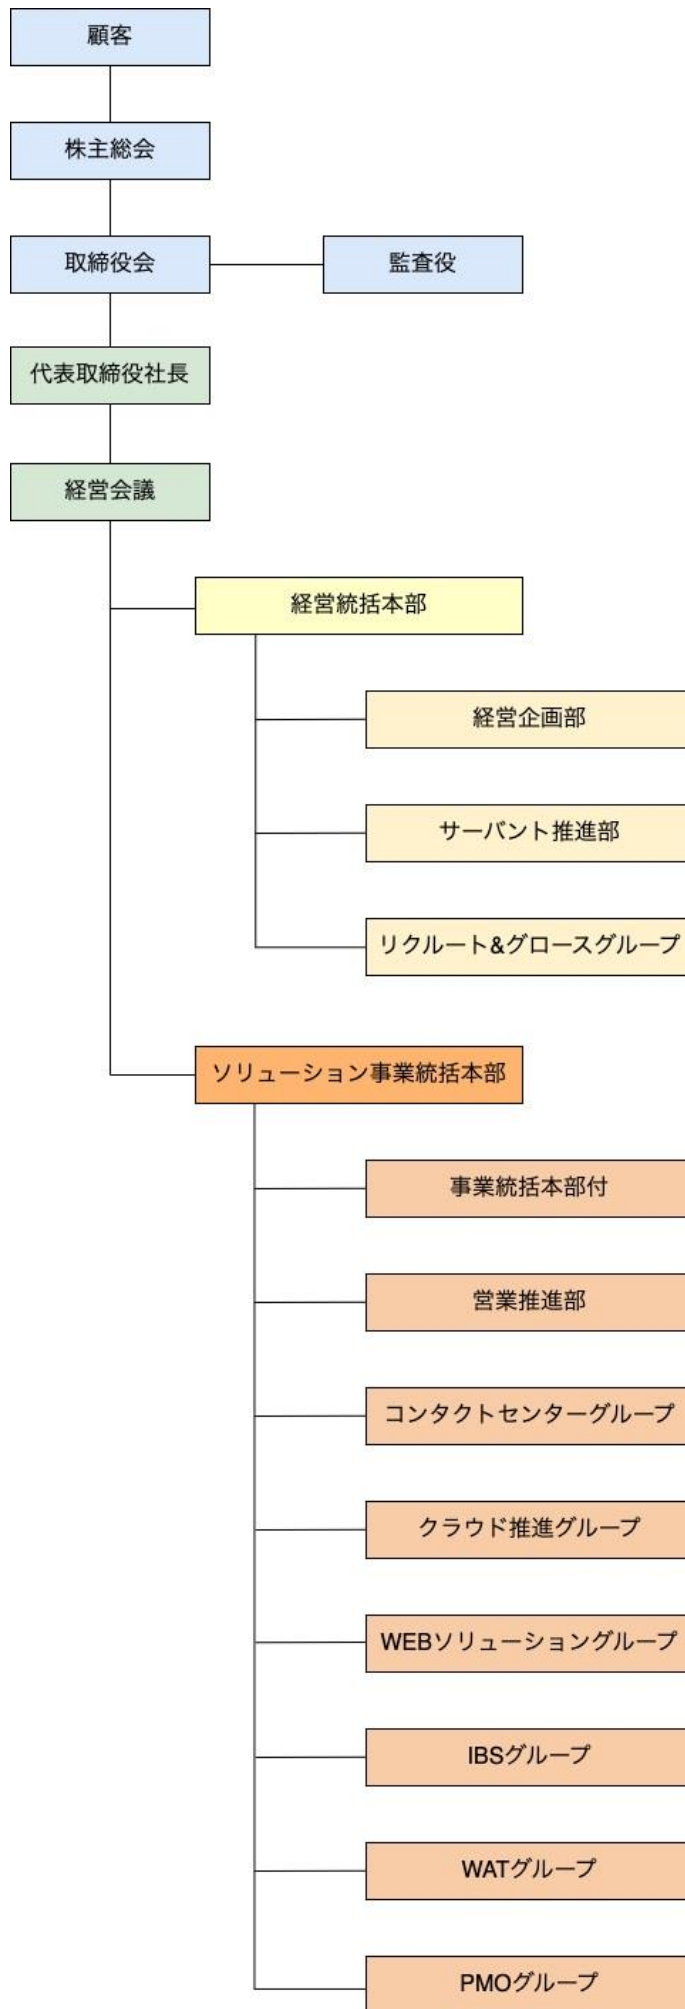 顧客
株主総会
取締役会
監査役
代表取締役社長
経営会議
経営統括本部
経営企画部
サーバント推進部
リクルート&グロースグループ
ソリューション事業統括本部
事業統括本部付
営業推進部
コンタクトセンターグループ
クラウド推進グループ
WEBソリューショングループ
IBSグループ
WATグループ
PMOグループ